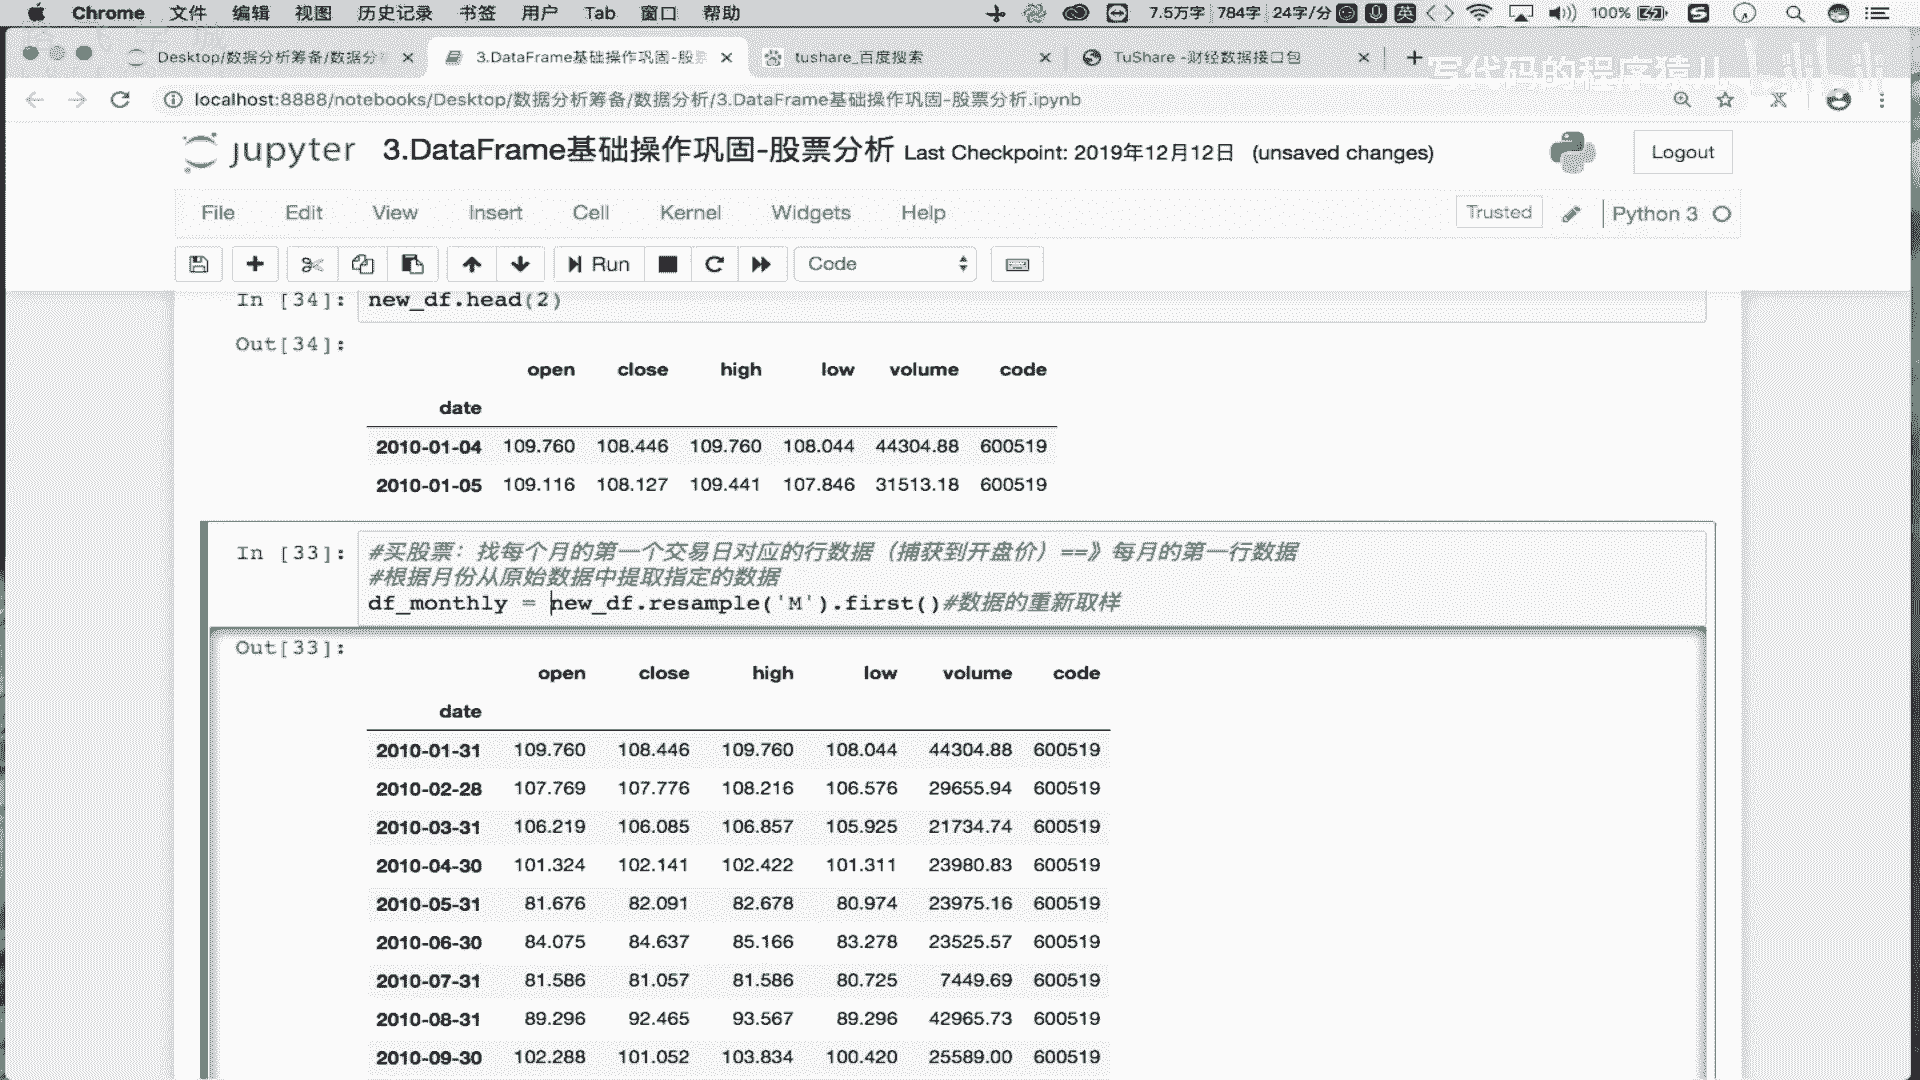 Chrome 文件 编辑 视图 历史记录 书签 用户 Tab 窗口 帮助 7.5万字 784字 24字/分 英 100%
Desktop/数据分析筹备/数据分 3.DataFrame基础操作巩固-股 tushare_百度搜索 TuShare -财经数据接口包
写代码的程序猿儿
localhost:8888/notebooks/Desktop/数据分析筹备/数据分析/3.DataFrame基础操作巩固-股票分析.ipynb
jupyter 3.DataFrame基础操作巩固-股票分析 Last Checkpoint: 2019年12月12日 (unsaved changes) Logout
File Edit View Insert Cell Kernel Widgets Help Trusted Python 3
Run Code
In [34]: new_df.head(2)
Out[34]:
open close high low volume code
date
2010-01-04 109.760 108.446 109.760 108.044 44304.88 600519
2010-01-05 109.116 108.127 109.441 107.846 31513.18 600519
In [33]: #买股票：找每个月的第一个交易日对应的行数据（捕获到开盘价）==》每月的第一行数据
#根据月份从原始数据中提取指定的数据
df_monthly = new_df.resample('M').first()#数据的重新取样
Out[33]:
open close high low volume code
date
2010-01-31 109.760 108.446 109.760 108.044 44304.88 600519
2010-02-28 107.769 107.776 108.216 106.576 29655.94 600519
2010-03-31 106.219 106.085 106.857 105.925 21734.74 600519
2010-04-30 101.324 102.141 102.422 101.311 23980.83 600519
2010-05-31 81.676 82.091 82.678 80.974 23975.16 600519
2010-06-30 84.075 84.637 85.166 83.278 23525.57 600519
2010-07-31 81.586 81.057 81.586 80.725 7449.69 600519
2010-08-31 89.296 92.465 93.567 89.296 42965.73 600519
2010-09-30 102.288 101.052 103.834 100.420 25589.00 600519